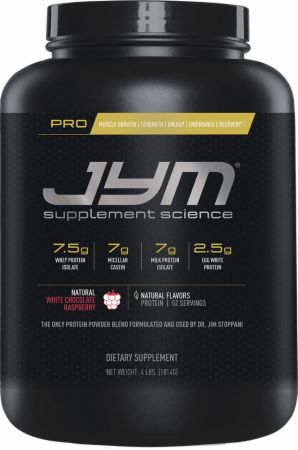 PRO
MUSCLE GROWTH | STRENGTH | ENERGY | ENDURANCE | RECOVERY
JYM®
supplement science
7.5g 7g 7g 2.5g
WHEY PROTEIN MICELLAR MILK PROTEIN EGG WHITE
ISOLATE CASEIN ISOLATE PROTEIN
NATURAL
WHITE CHOCOLATE
RASPBERRY
NATURAL FLAVORS
PROTEIN | 52 SERVINGS
THE ONLY PROTEIN POWDER BLEND FORMULATED AND USED BY DR. JIM STOPPANI
DIETARY SUPPLEMENT
NET WEIGHT: 4 LBS. (1814G)